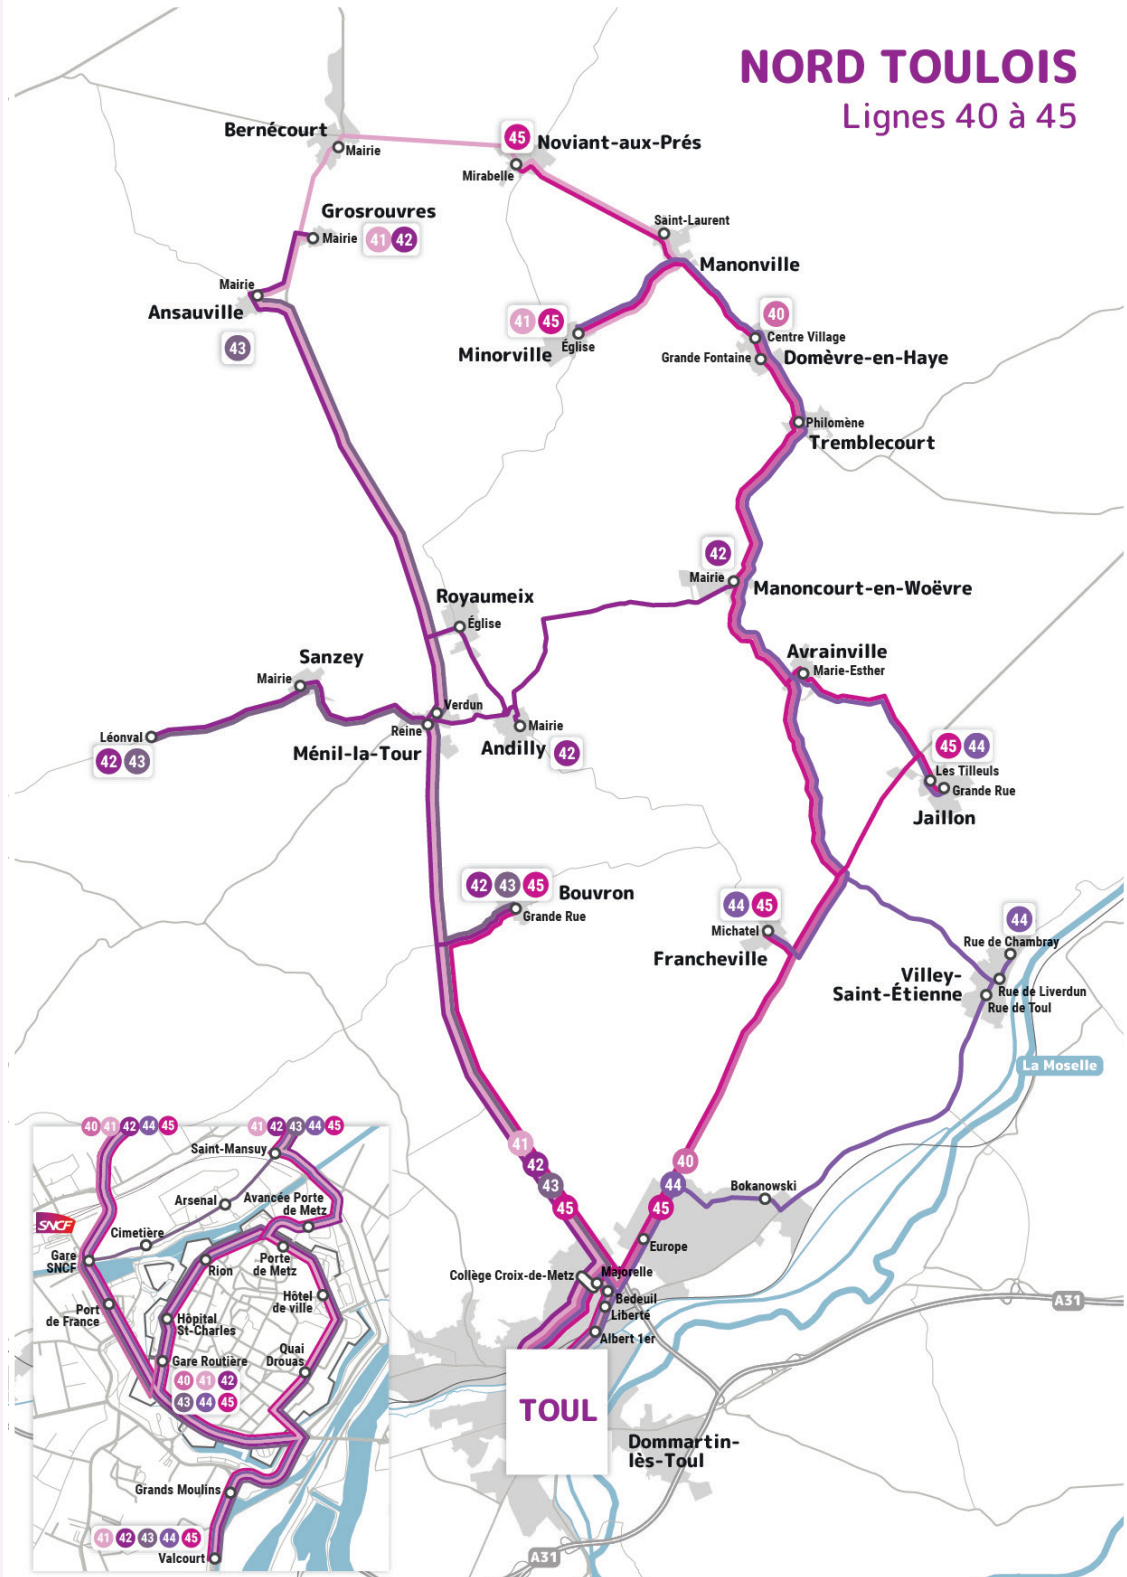 NORD TOULOIS
Lignes 40 à 45
Bernécourt
Mairie
45
Noviant-aux-Prés
Mirabelle
Grosrouvres
Mairie
41 42
Saint-Laurent
Manonville
Mairie
Ansauville
43
41 45
Minorville
Église
40
Centre Village
Grande Fontaine
Domèvre-en-Haye
Philomène
Tremblecourt
42
Mairie
Manoncourt-en-Woëvre
Royaumeix
Église
Sanzey
Mairie
Avrainville
Marie-Esther
Léonval
42 43
Verdun
Reine
Ménil-la-Tour
Mairie
Andilly
42
45 44
Les Tilleuls
Grande Rue
Jaillon
42 43 45
Bouvron
Grande Rue
44 45
Michatel
Francheville
44
Rue de Chambray
Villey-
Saint-Étienne
Rue de Liverdun
Rue de Toul
La Moselle
41
42
43
45
40
44
45
Bokanowski
Europe
Collège Croix-de-Metz
Majorelle
Bedeuil
Liberté
Albert 1er
TOUL
Dommartin-
lès-Toul
A31
A31
40 41 42 44 45
41 42 43 44 45
Saint-Mansuy
Arsenal
Avancée Porte
de Metz
SNCF
Cimetière
Gare
SNCF
Rion
Porte
de Metz
Port
de France
Hôpital
St-Charles
Hôtel
de ville
Quai
Drouas
Gare Routière
40 41 42
43 44 45
Grands Moulins
41 42 43 44 45
Valcourt